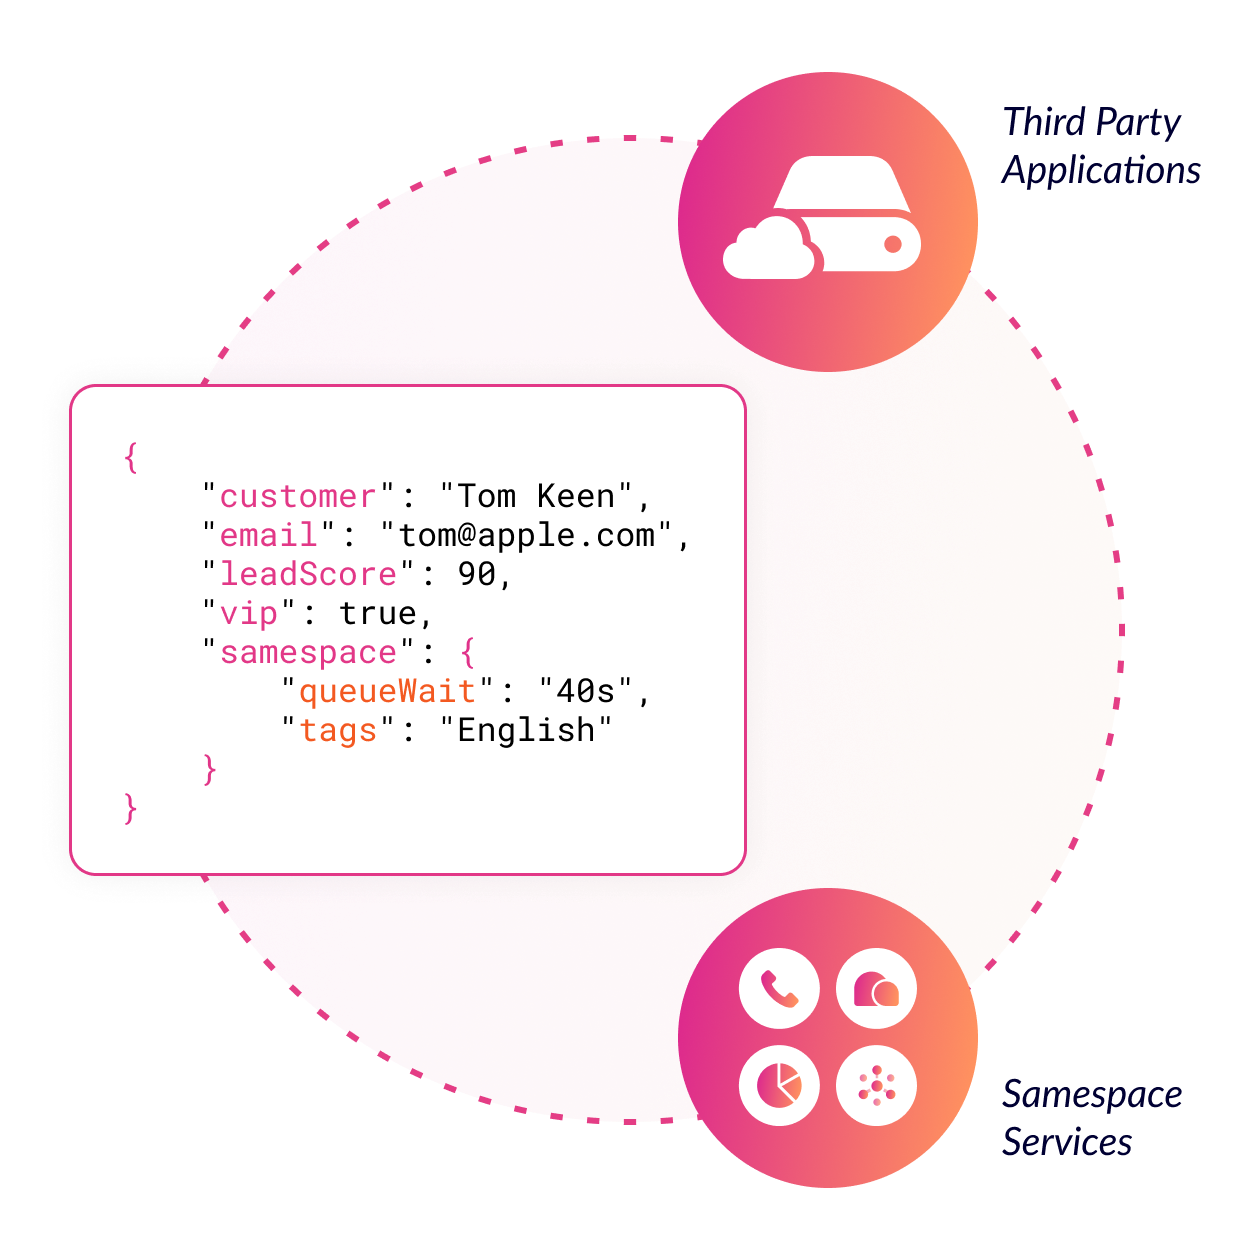 Third Party
Applications
{
"customer": "Tom Keen",
"email": "tom@apple.com",
"leadScore": 90,
"vip": true,
"samespace": {
"queueWait": "40s",
"tags": "English"
}
}
Samespace
Services